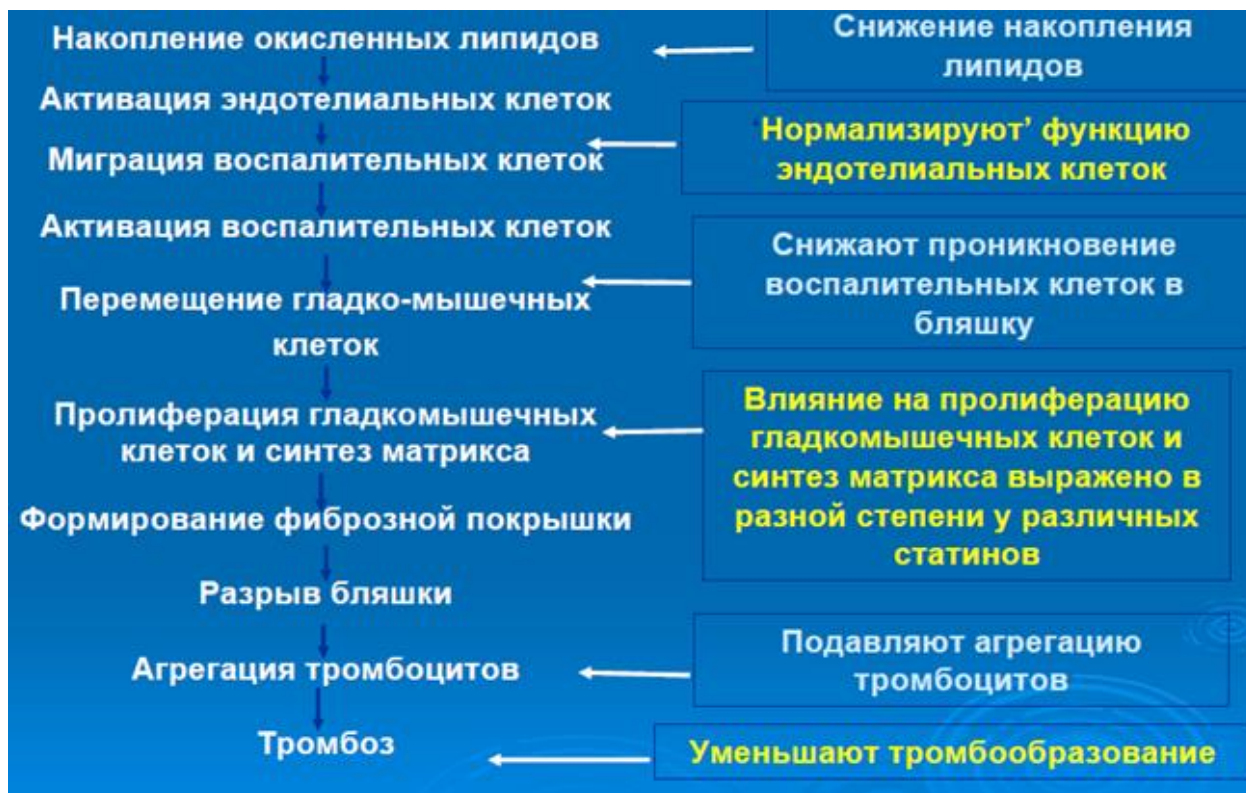 Накопление окисленных липидов
Активация эндотелиальных клеток
Миграция воспалительных клеток
Активация воспалительных клеток
Перемещение гладко-мышечных
клеток
Пролиферация гладкомышечных
клеток и синтез матрикса
Формирование фиброзной покрышки
Разрыв бляшки
Агрегация тромбоцитов
Тромбоз
Снижение накопления
липидов
‘Нормализируют’ функцию
эндотелиальных клеток
Снижают проникновение
воспалительных клеток в
бляшку
Влияние на пролиферацию
гладкомышечных клеток и
синтез матрикса выражено в
разной степени у различных
статинов
Подавляют агрегацию
тромбоцитов
Уменьшают тромбообразование